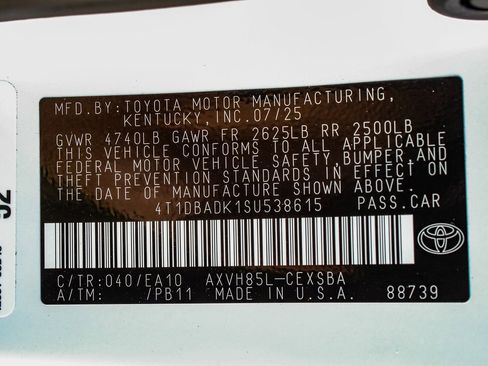 MFD.BY:TOYOTA MOTOR MANUFACTURING,
KENTUCKY,INC.07/25
GVWR 4740LB GAWR FR 2625LB RR 2500LB
THIS VEHICLE CONFORMS TO ALL APPLICABLE
FEDERAL MOTOR VEHICLE SAFETY,BUMPER,AND
THEFT PREVENTION STANDARDS IN EFFECT ON
THE DATE OF MANUFACTURE SHOWN ABOVE.
4T1DBADK1SU538615 PASS.CAR
C/TR:040/EA10 AXVH85L-CEXSBA
A/TM: /PB11 MADE IN U.S.A. 88739